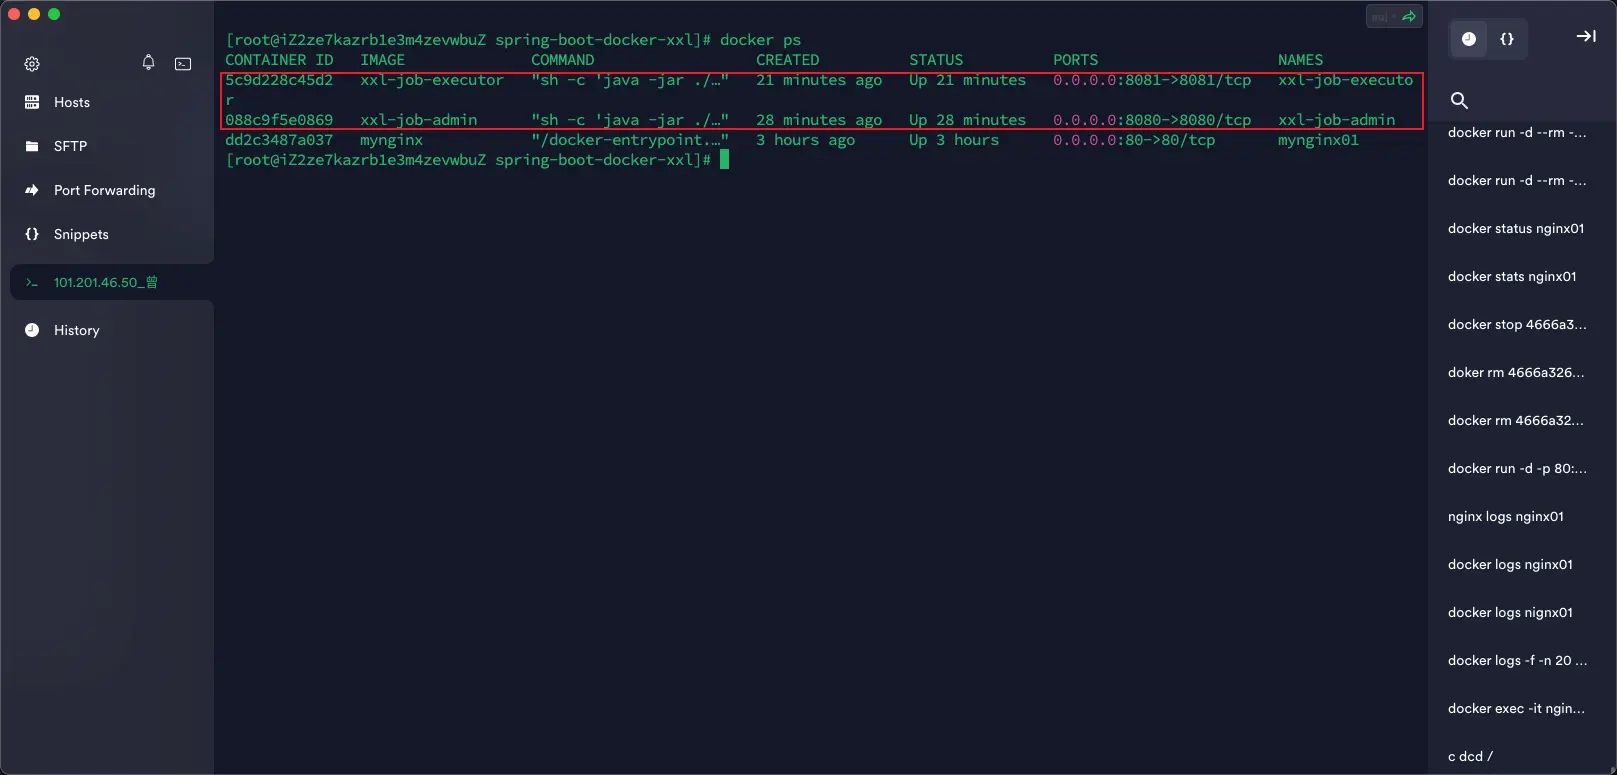 Hosts
SFTP
Port Forwarding
{} Snippets
>_ 101.201.46.50_曾
History
[root@iZ2ze7kazrb1e3m4zevwbuZ spring-boot-docker-xxl]# docker ps
CONTAINER ID IMAGE COMMAND CREATED STATUS PORTS NAMES
5c9d228c45d2 xxl-job-executor "sh -c 'java -jar ./…" 21 minutes ago Up 21 minutes 0.0.0.0:8081->8081/tcp xxl-job-executo
r
088c9f5e0869 xxl-job-admin "sh -c 'java -jar ./…" 28 minutes ago Up 28 minutes 0.0.0.0:8080->8080/tcp xxl-job-admin
dd2c3487a037 mynginx "/docker-entrypoint.…" 3 hours ago Up 3 hours 0.0.0.0:80->80/tcp mynginx01
[root@iZ2ze7kazrb1e3m4zevwbuZ spring-boot-docker-xxl]#
{}
docker run -d --rm -...
docker run -d --rm -...
docker status nginx01
docker stats nginx01
docker stop 4666a3...
doker rm 4666a326...
docker rm 4666a32...
docker run -d -p 80:...
nginx logs nginx01
docker logs nginx01
docker logs nignx01
docker logs -f -n 20 ...
docker exec -it ngin...
c dcd /